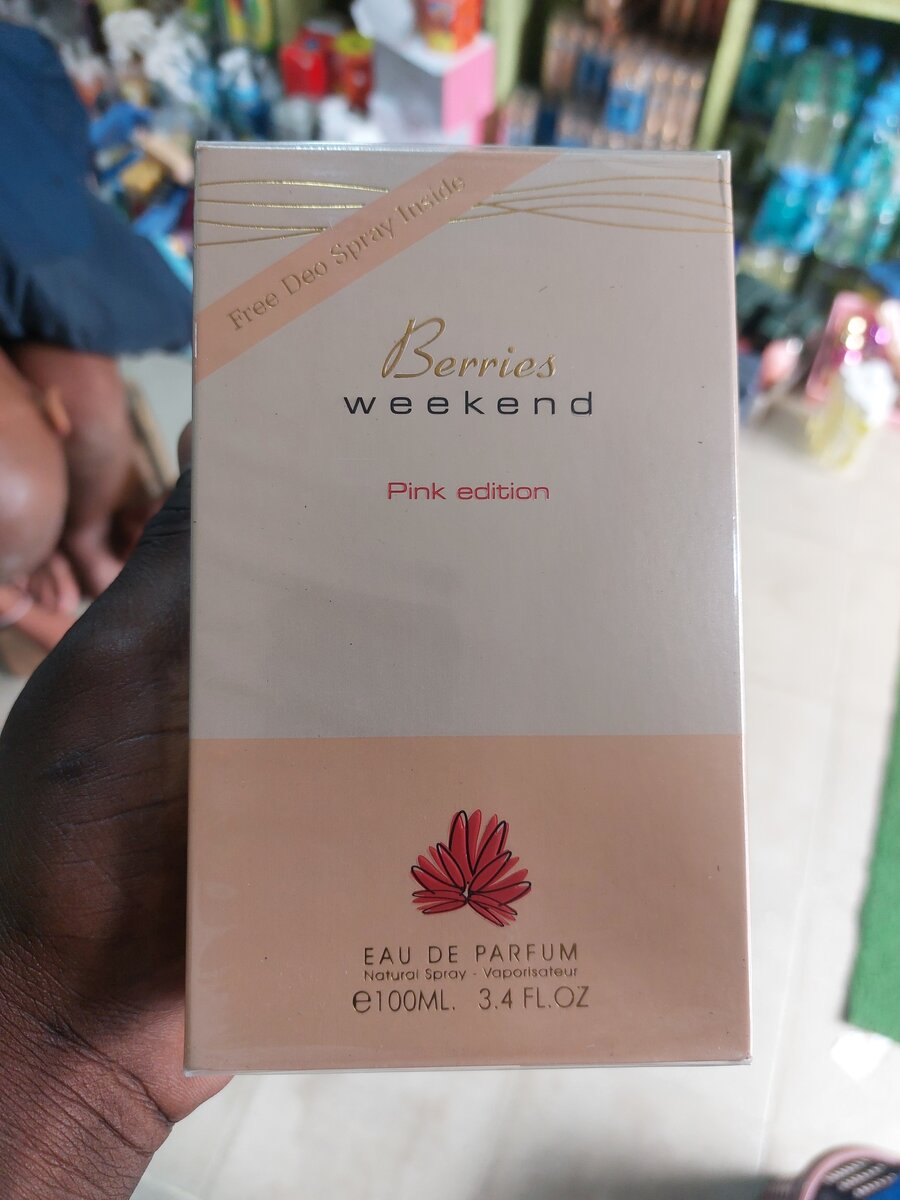 Free Deo Spray Inside
Berries
weekend
Pink edition
EAU DE PARFUM
Natural Spray - Vaporisateur
℮100ML. 3.4 FL.OZ